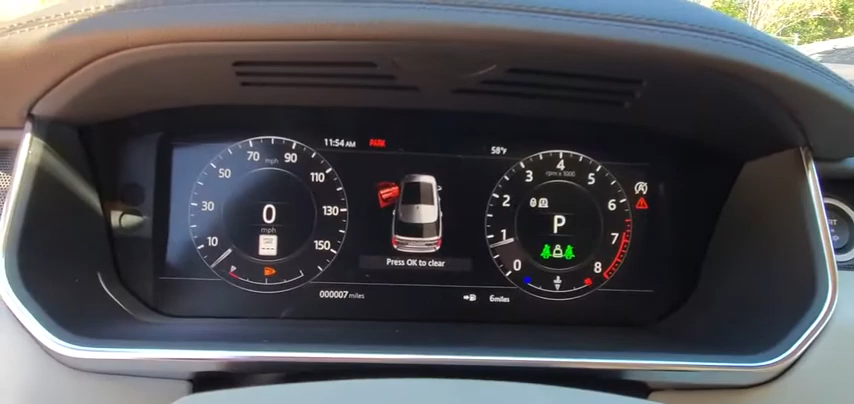 11:54 AM PARK 58°F
10 30 50 70 90 110 130 150
mph
0
mph
Press OK to clear
0 1 2 3 4 5 6 7 8
rpm x 1000
P
000007 miles
6miles